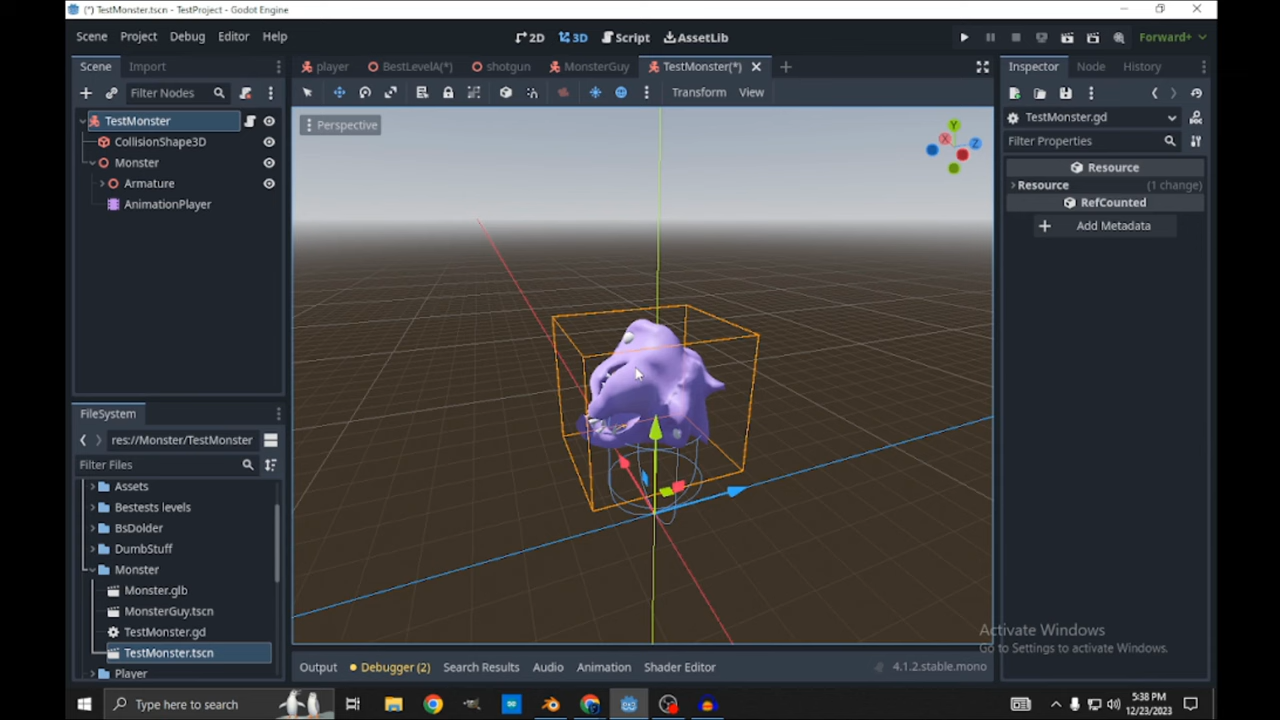 (*) TestMonster.tscn - TestProject - Godot Engine
Scene Project Debug Editor Help
2D 3D Script AssetLib
Forward+
Scene Import
player BestLevelA(*) shotgun MonsterGuy TestMonster(*)
Inspector Node History
Filter Nodes
Transform View
TestMonster
CollisionShape3D
Monster
Armature
AnimationPlayer
Perspective
Y
X
Z
TestMonster.gd
Filter Properties
Resource
Resource (1 change)
RefCounted
Add Metadata
FileSystem
res://Monster/TestMonster
Filter Files
Assets
Bestests levels
BsDolder
DumbStuff
Monster
Monster.glb
MonsterGuy.tscn
TestMonster.gd
TestMonster.tscn
Player
Activate Windows
Go to Settings to activate Windows.
Output Debugger (2) Search Results Audio Animation Shader Editor
4.1.2.stable.mono
Type here to search
5:38 PM
12/23/2023